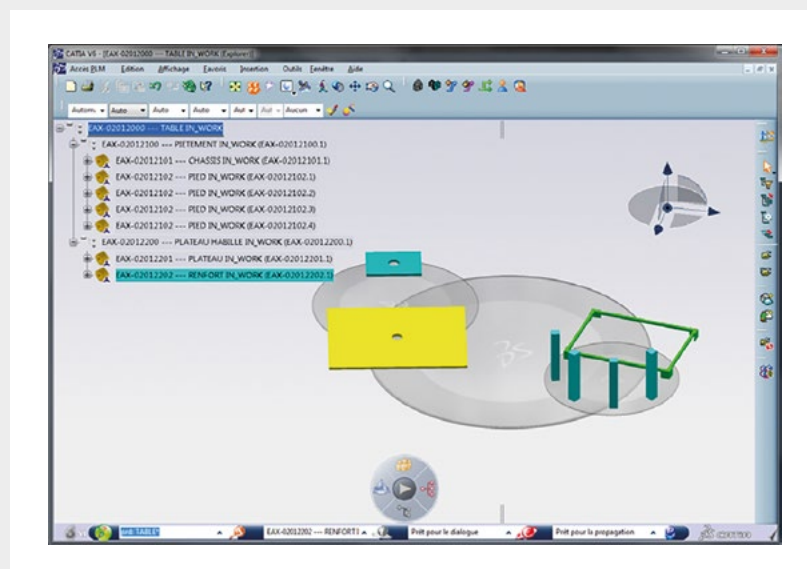 CATIA V6 - [EAX-02012000 --- TABLE IN_WORK (Explorer)]
Accès PLM Edition Affichage Favoris Insertion Outils Fenêtre Aide
Autom. Auto Auto Auto Aut Aut Aucun
EAX-02012000 --- TABLE IN_WORK
EAX-02012100 --- PIETEMENT IN_WORK (EAX-02012100.1)
EAX-02012101 --- CHASSIS IN_WORK (EAX-02012101.1)
EAX-02012102 --- PIED IN_WORK (EAX-02012102.1)
EAX-02012102 --- PIED IN_WORK (EAX-02012102.2)
EAX-02012102 --- PIED IN_WORK (EAX-02012102.3)
EAX-02012102 --- PIED IN_WORK (EAX-02012102.4)
EAX-02012200 --- PLATEAU HABILLE IN_WORK (EAX-02012200.1)
EAX-02012201 --- PLATEAU IN_WORK (EAX-02012201.1)
EAX-02012202 --- RENFORT IN_WORK (EAX-02012202.1)
TABLE* EAX-02012202 --- RENFORT I Prêt pour le dialogue Prêt pour la propagation